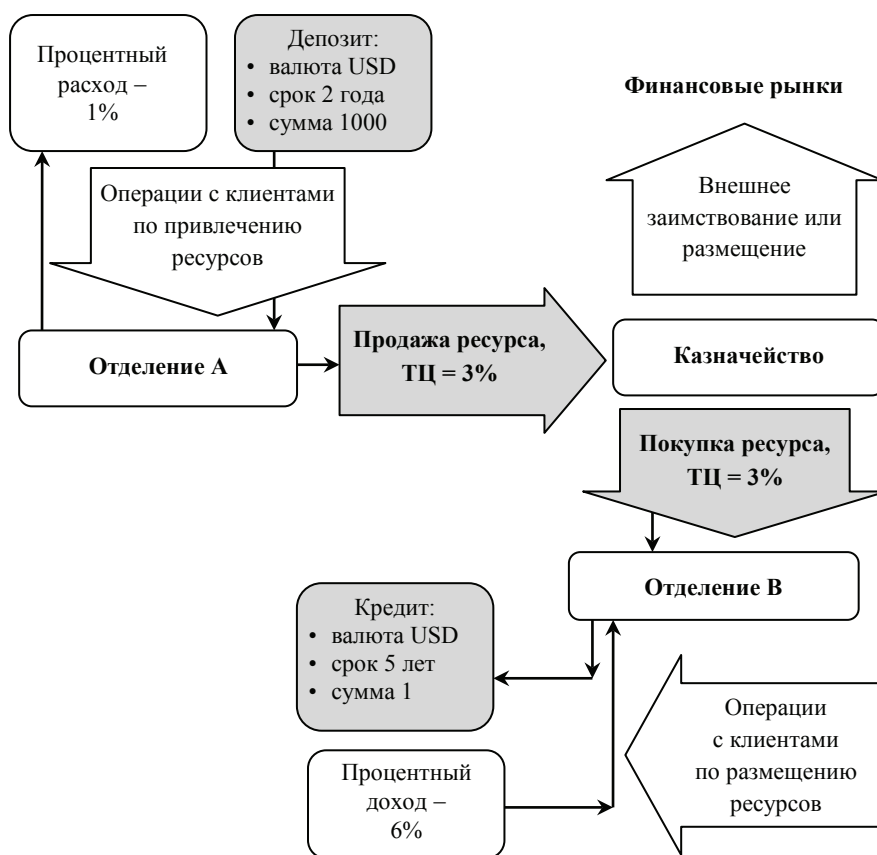 Процентный
расход –
1%
Депозит:
• валюта USD
• срок 2 года
• сумма 1000
Финансовые рынки
Операции с клиентами
по привлечению
ресурсов
Внешнее
заимствование или
размещение
Отделение А
Продажа ресурса,
ТЦ = 3%
Казначейство
Покупка ресурса,
ТЦ = 3%
Отделение В
Кредит:
• валюта USD
• срок 5 лет
• сумма 1
Операции
с клиентами
по размещению
ресурсов
Процентный
доход –
6%